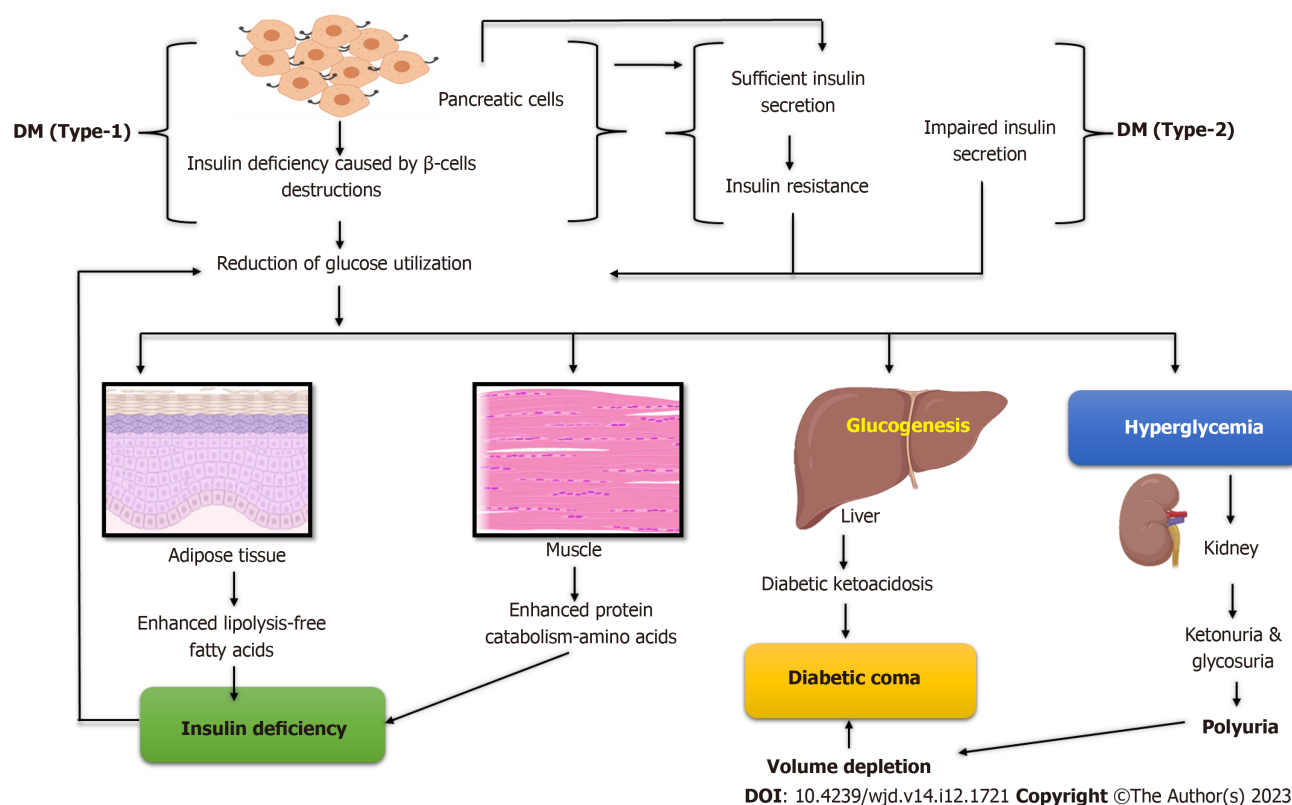 Pancreatic cells
DM (Type-1)
Insulin deficiency caused by β-cells
destructions
Sufficient insulin
secretion
Insulin resistance
Impaired insulin
secretion
DM (Type-2)
Reduction of glucose utilization
Adipose tissue
Enhanced lipolysis-free
fatty acids
Insulin deficiency
Muscle
Enhanced protein
catabolism-amino acids
Glucogenesis
Liver
Diabetic ketoacidosis
Diabetic coma
Volume depletion
Hyperglycemia
Kidney
Ketonuria &
glycosuria
Polyuria
DOI: 10.4239/wjd.v14.i12.1721 Copyright ©The Author(s) 2023